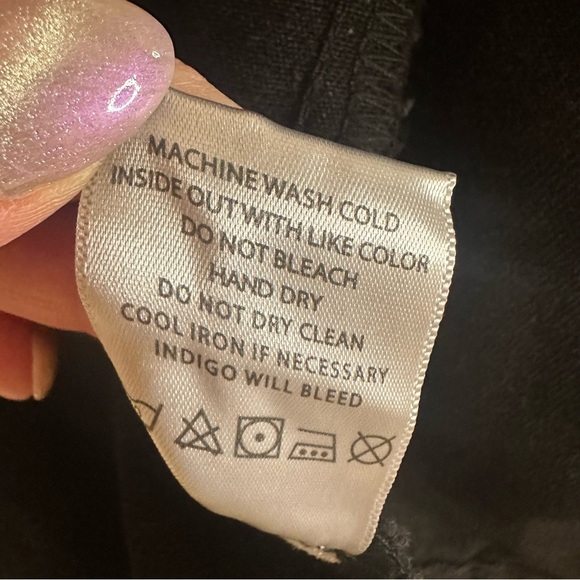 MACHINE WASH COLD
INSIDE OUT WITH LIKE COLOR
DO NOT BLEACH
HAND DRY
DO NOT DRY CLEAN
COOL IRON IF NECESSARY
INDIGO WILL BLEED